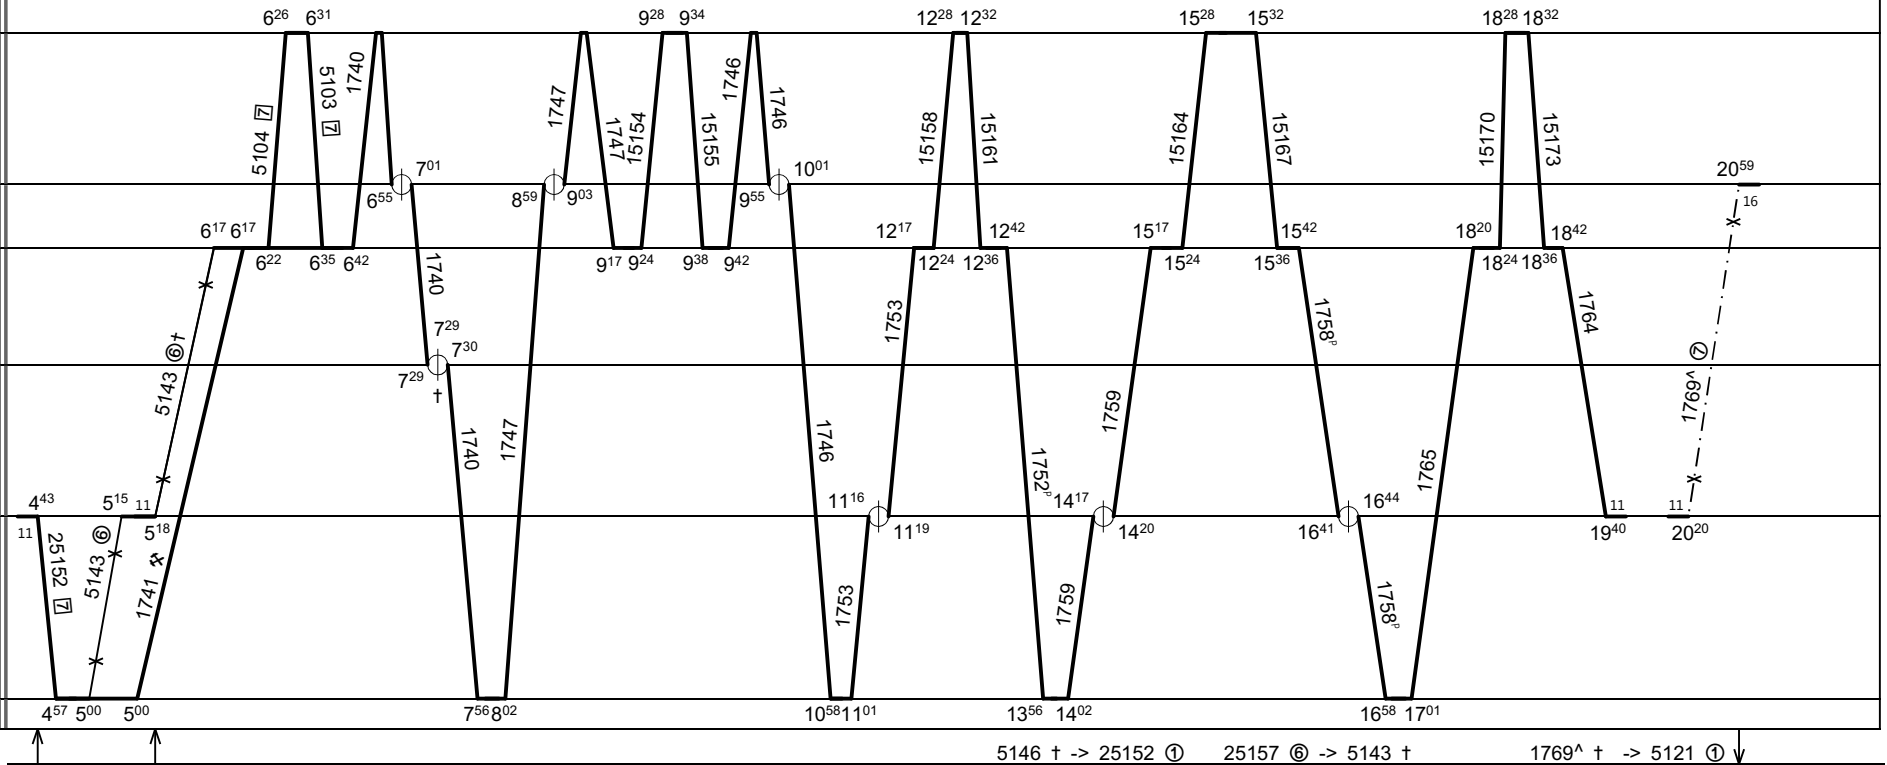 6²⁶ 6³¹ 9²⁸ 9³⁴ 12²⁸ 12³² 15²⁸ 15³² 18²⁸ 18³²
5104 [7] 5103 [7] 1740 1747 1747 15154 15155 1746 1746 15158 15161 15164 15167 15170 15173
7⁰¹ 10⁰¹ 20⁵⁹
6⁵⁵ 8⁵⁹ 9⁰³ 9⁵⁵ 16
6¹⁷ 6¹⁷ 12¹⁷ 12⁴² 15¹⁷ 15⁴² 18²⁰ 18⁴²
6²² 6³⁵ 6⁴² 9¹⁷ 9²⁴ 9³⁸ 9⁴² 12²⁴ 12³⁶ 15²⁴ 15³⁶ 18²⁴ 18³⁶
1740 1753 1758ᵖ 1764
7²⁹
7³⁰
7²⁹
†
5143 ⑥† 1759 1769^ ⑦
1740 1747 1746 1752ᵖ 1765
4⁴³ 5¹⁵ 11 11¹⁶ 14¹⁷ 16⁴⁴ 11 11
11 5¹⁸ 11¹⁹ 14²⁰ 16⁴¹ 19⁴⁰ 20²⁰
25152 [7] 5143 ⑥ 1741 ⚒ 1753 1759 1758ᵖ
4⁵⁷ 5⁰⁰ 5⁰⁰ 7⁵⁶ 8⁰² 10⁵⁸ 11⁰¹ 13⁵⁶ 14⁰² 16⁵⁸ 17⁰¹
5146 † -> 25152 ① 25157 ⑥ -> 5143 † 1769^ † -> 5121 ①